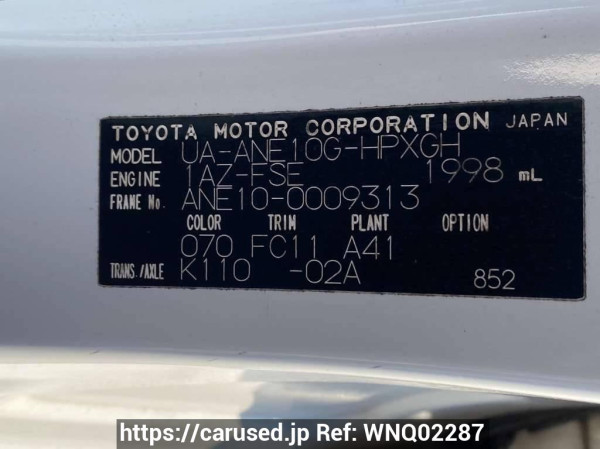 TOYOTA MOTOR CORPORATION JAPAN
MODEL UA-ANE10G-HPXGH
ENGINE 1AZ-FSE 1998 mL
FRAME No. ANE10-0009313
COLOR TRIM PLANT OPTION
070 FC11 A41
TRANS./AXLE K110 -02A 852
https://carused.jp Ref: WNQ02287